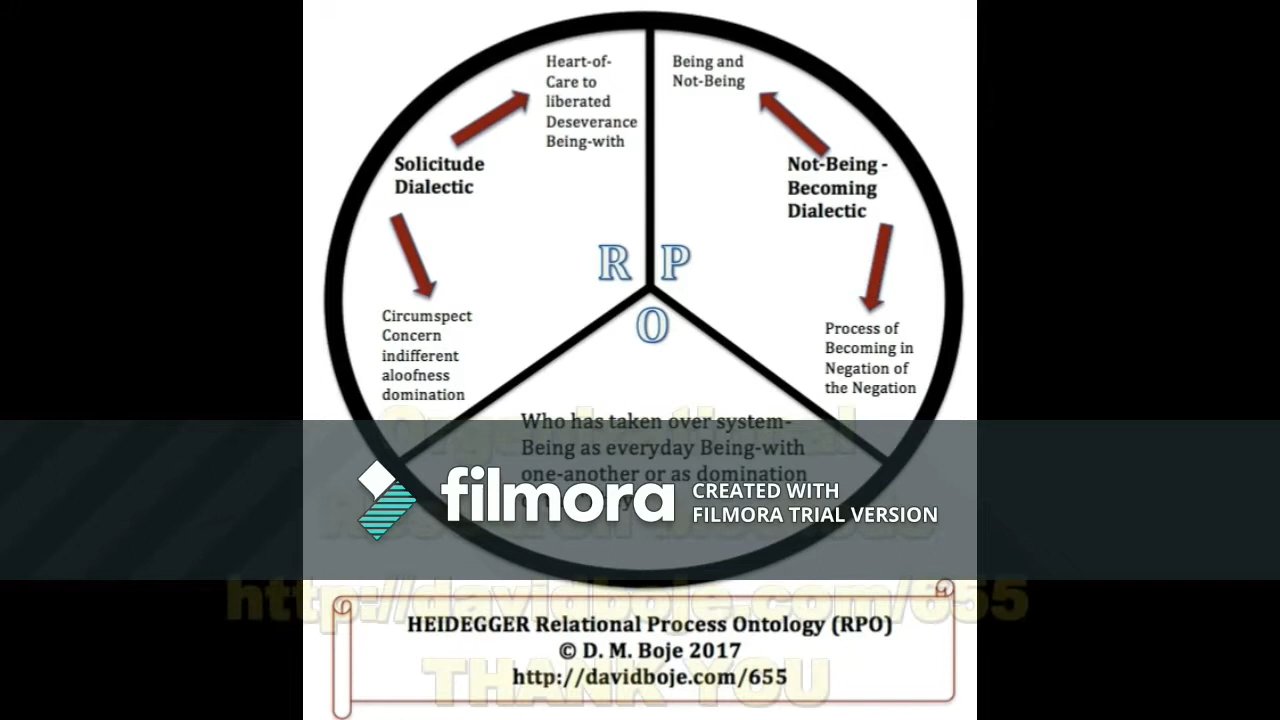 Heart-of-
Care to
liberated
Deseverance
Being-with
Being and
Not-Being
Solicitude
Dialectic
Not-Being -
Becoming
Dialectic
R P
O
Circumspect
Concern
indifferent
aloofness
domination
Process of
Becoming in
Negation of
the Negation
Who has taken over system-
Being as everyday Being-with
one-another or as domination
filmora
CREATED WITH
FILMORA TRIAL VERSION
http://davidboje.com/655
HEIDEGGER Relational Process Ontology (RPO)
© D. M. Boje 2017
http://davidboje.com/655
THANK YOU